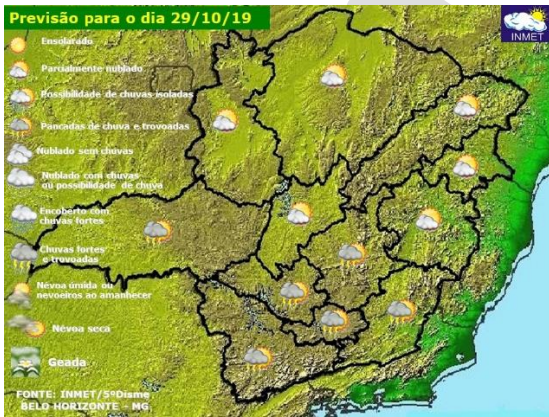 Previsão para o dia 29/10/19
INMET
Ensolarado
Parcialmente nublado
Possibilidade de chuvas isoladas
Pancadas de chuva e trovoadas
Nublado sem chuvas
Nublado com chuvas
ou possibilidade de chuva
Encoberto com
chuvas fortes
Chuvas fortes
e trovoadas
Névoa úmida ou
nevoeiros ao amanhecer
Névoa seca
Geada
FONTE: INMET/5ºDisme
BELO HORIZONTE - MG